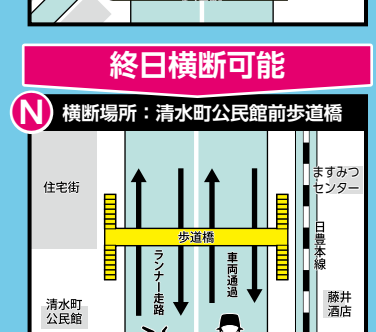 終日横断可能
N 横断場所：清水町公民館前歩道橋
住宅街
ますみつ
センター
歩道橋
ランナー走路
車両通過
日豊本線
清水町
公民館
藤井
酒店